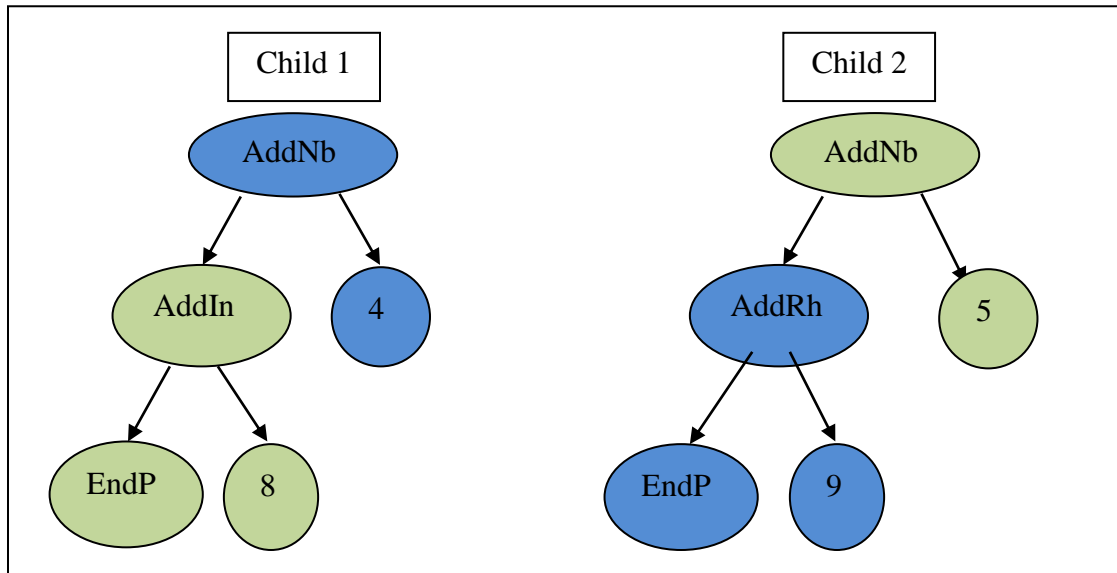 Child 1
AddNb
AddIn
4
EndP
8
Child 2
AddNb
AddRh
5
EndP
9